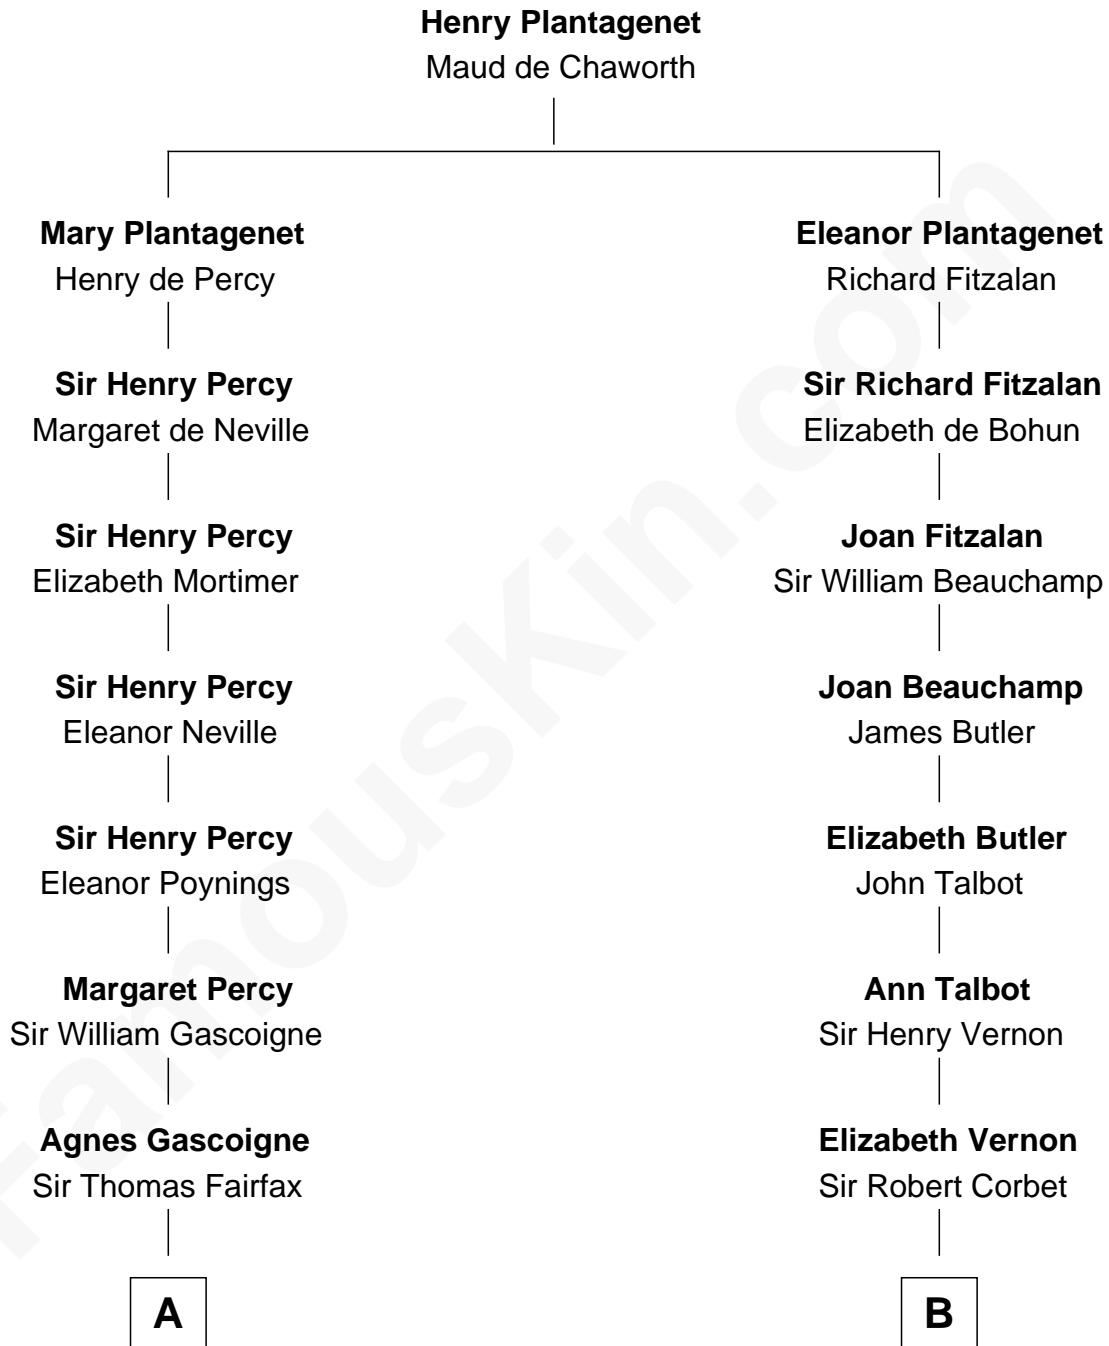 Henry Plantagenet
Maud de Chaworth
Mary Plantagenet
Henry de Percy
Eleanor Plantagenet
Richard Fitzalan
Sir Henry Percy
Margaret de Neville
Sir Richard Fitzalan
Elizabeth de Bohun
Sir Henry Percy
Elizabeth Mortimer
Joan Fitzalan
Sir William Beauchamp
Sir Henry Percy
Eleanor Neville
Joan Beauchamp
James Butler
Sir Henry Percy
Eleanor Poynings
Elizabeth Butler
John Talbot
Margaret Percy
Sir William Gascoigne
Ann Talbot
Sir Henry Vernon
Agnes Gascoigne
Sir Thomas Fairfax
Elizabeth Vernon
Sir Robert Corbet
A
B
FamousKin.com